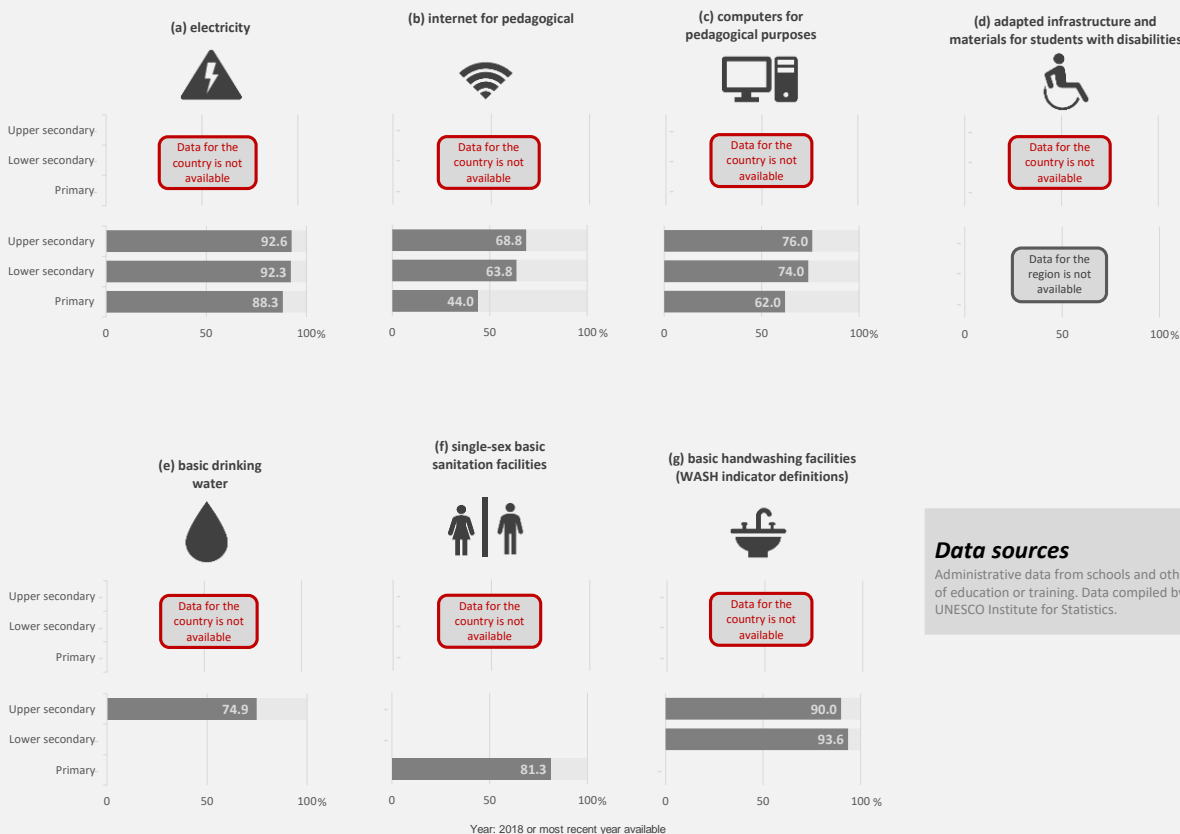 (a) electricity
(b) internet for pedagogical
(c) computers for
pedagogical purposes
(d) adapted infrastructure and
materials for students with disabilities
Upper secondary
Lower secondary
Primary
Data for the
country is not
available
Data for the
country is not
available
Data for the
country is not
available
Data for the
country is not
available
Upper secondary
Lower secondary
Primary
92.6
92.3
88.3
0 50 100%
68.8
63.8
44.0
0 50 100%
76.0
74.0
62.0
0 50 100%
Data for the
region is not
available
0 50 100%
(e) basic drinking
water
(f) single-sex basic
sanitation facilities
(g) basic handwashing facilities
(WASH indicator definitions)
Upper secondary
Lower secondary
Primary
Data for the
country is not
available
Data for the
country is not
available
Data for the
country is not
available
Upper secondary
Lower secondary
Primary
74.9
0 50 100%
81.3
0 50 100%
90.0
93.6
0 50 100 %
Data sources
Administrative data from schools and oth
of education or training. Data compiled by
UNESCO Institute for Statistics.
Year: 2018 or most recent year available